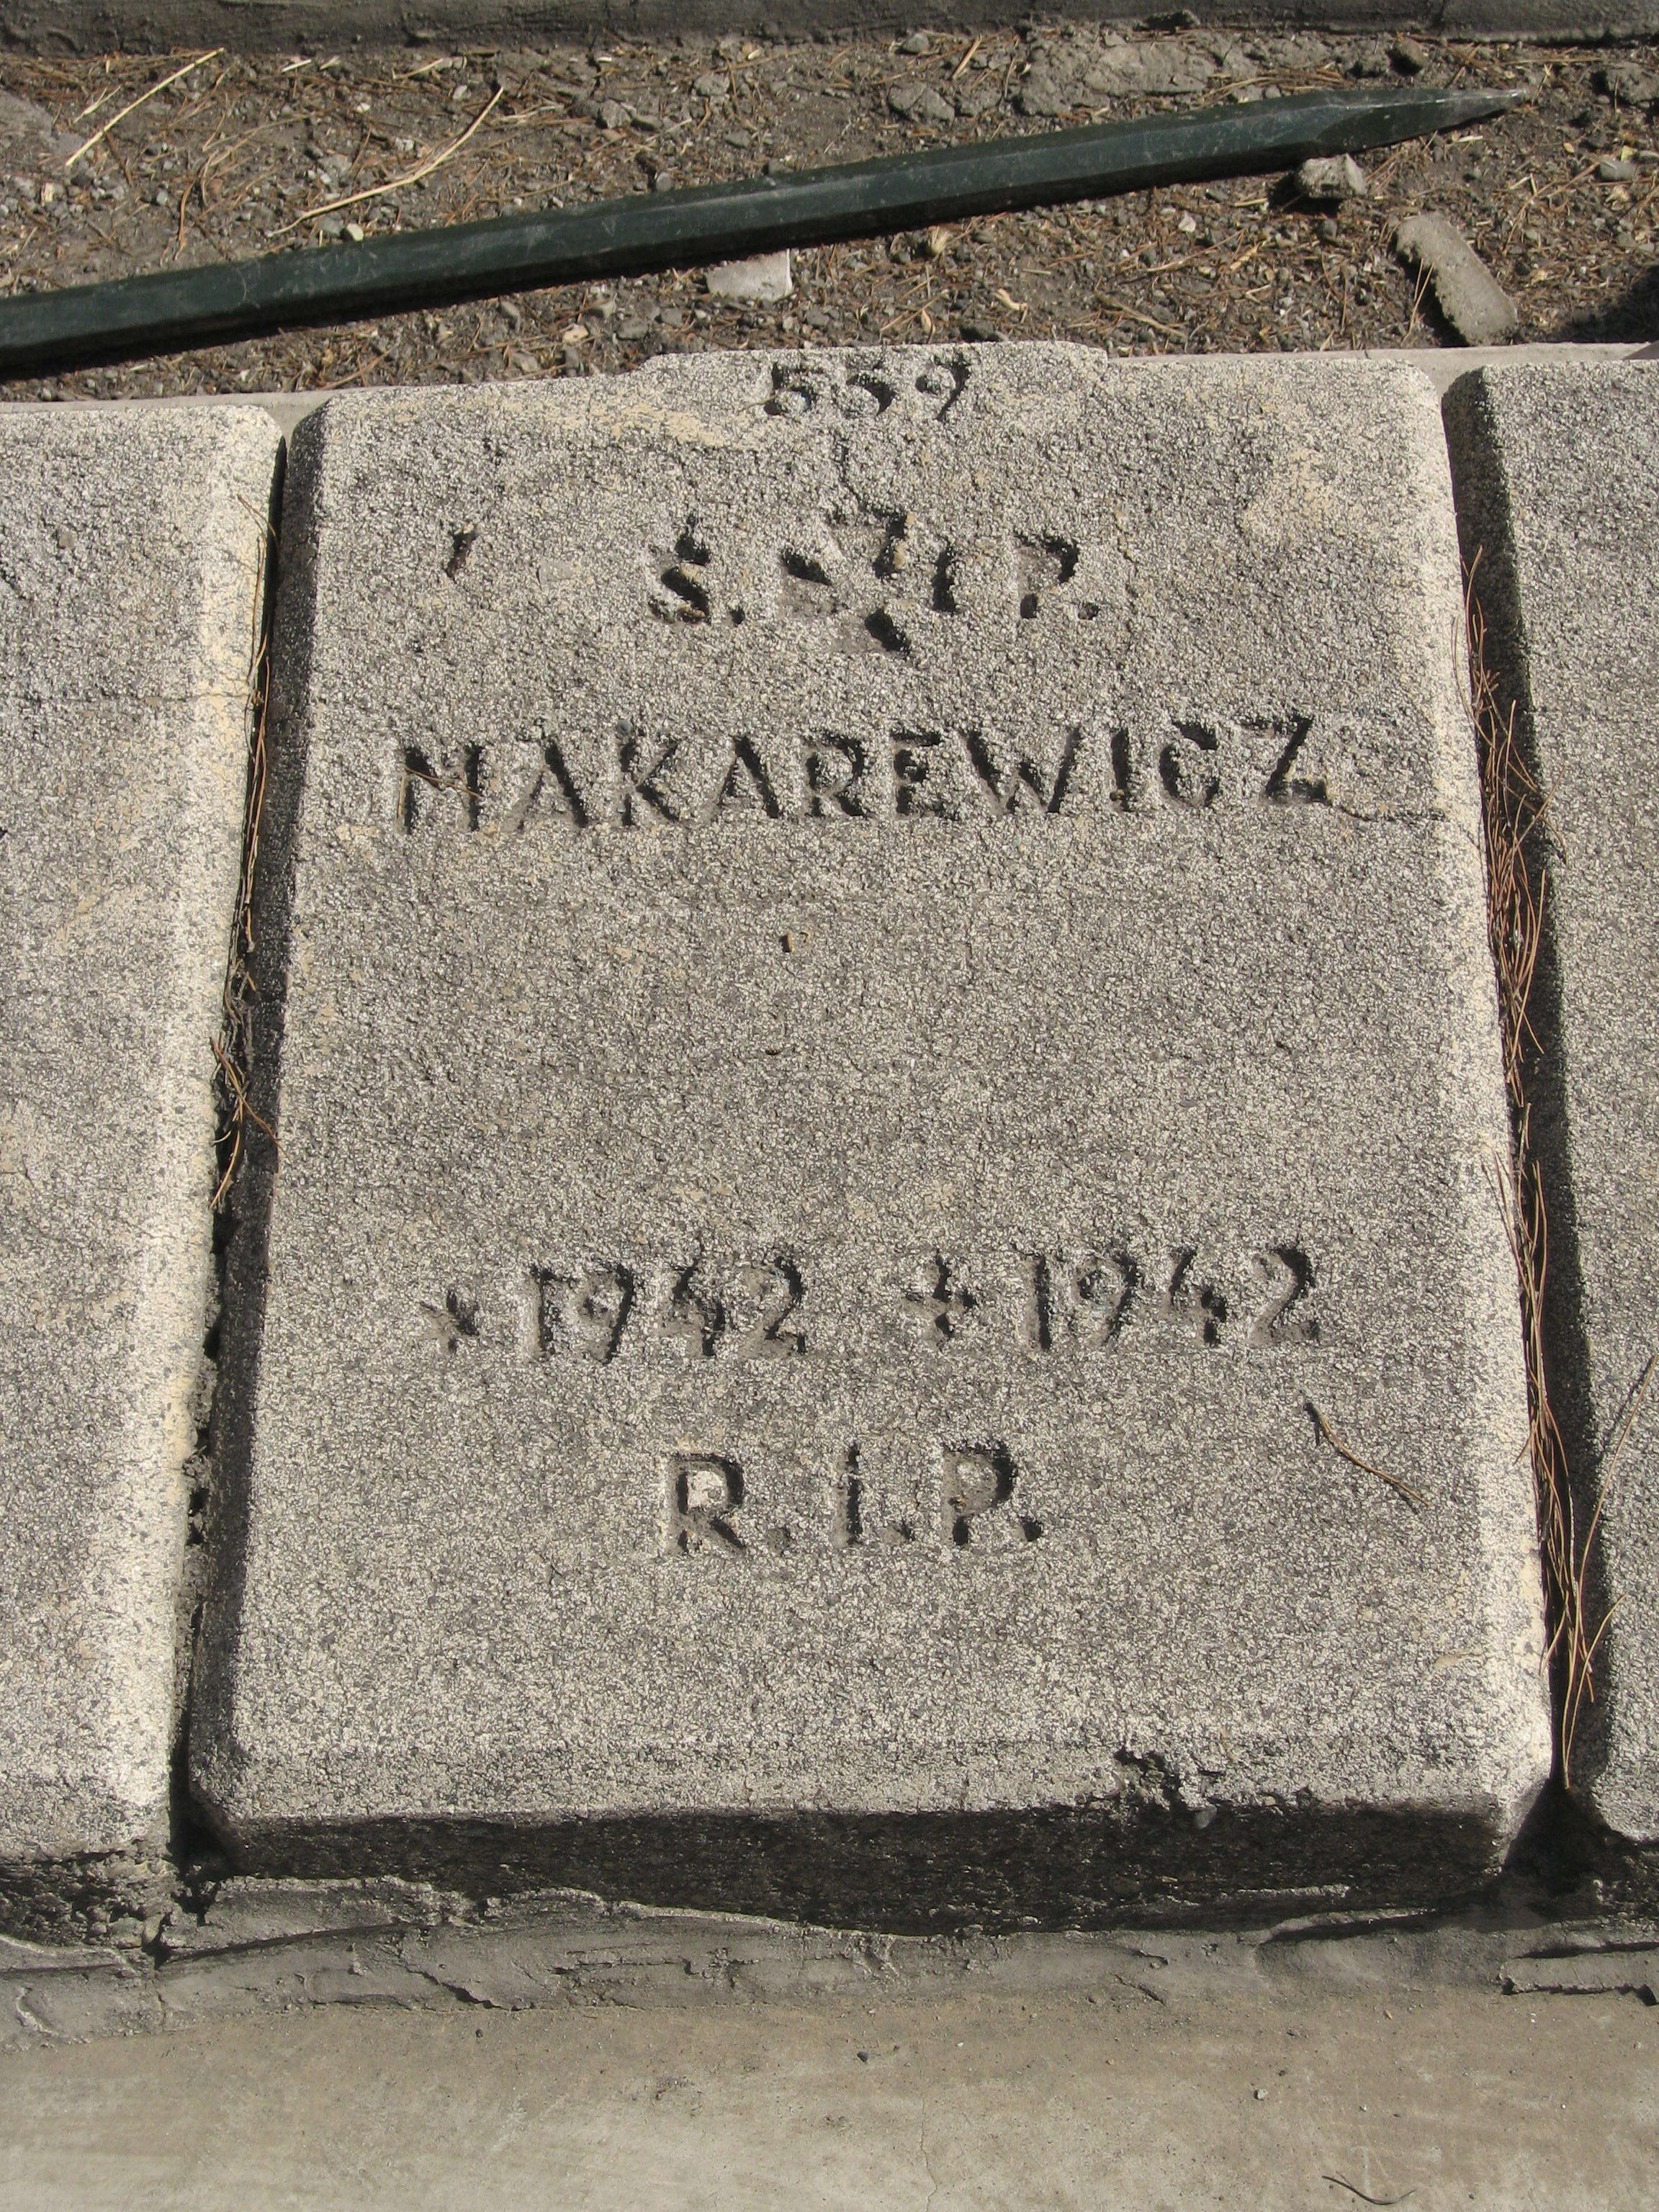 559
Ś. ✠ P.
MAKAREWICZ
* 1942 + 1942
R.I.P.